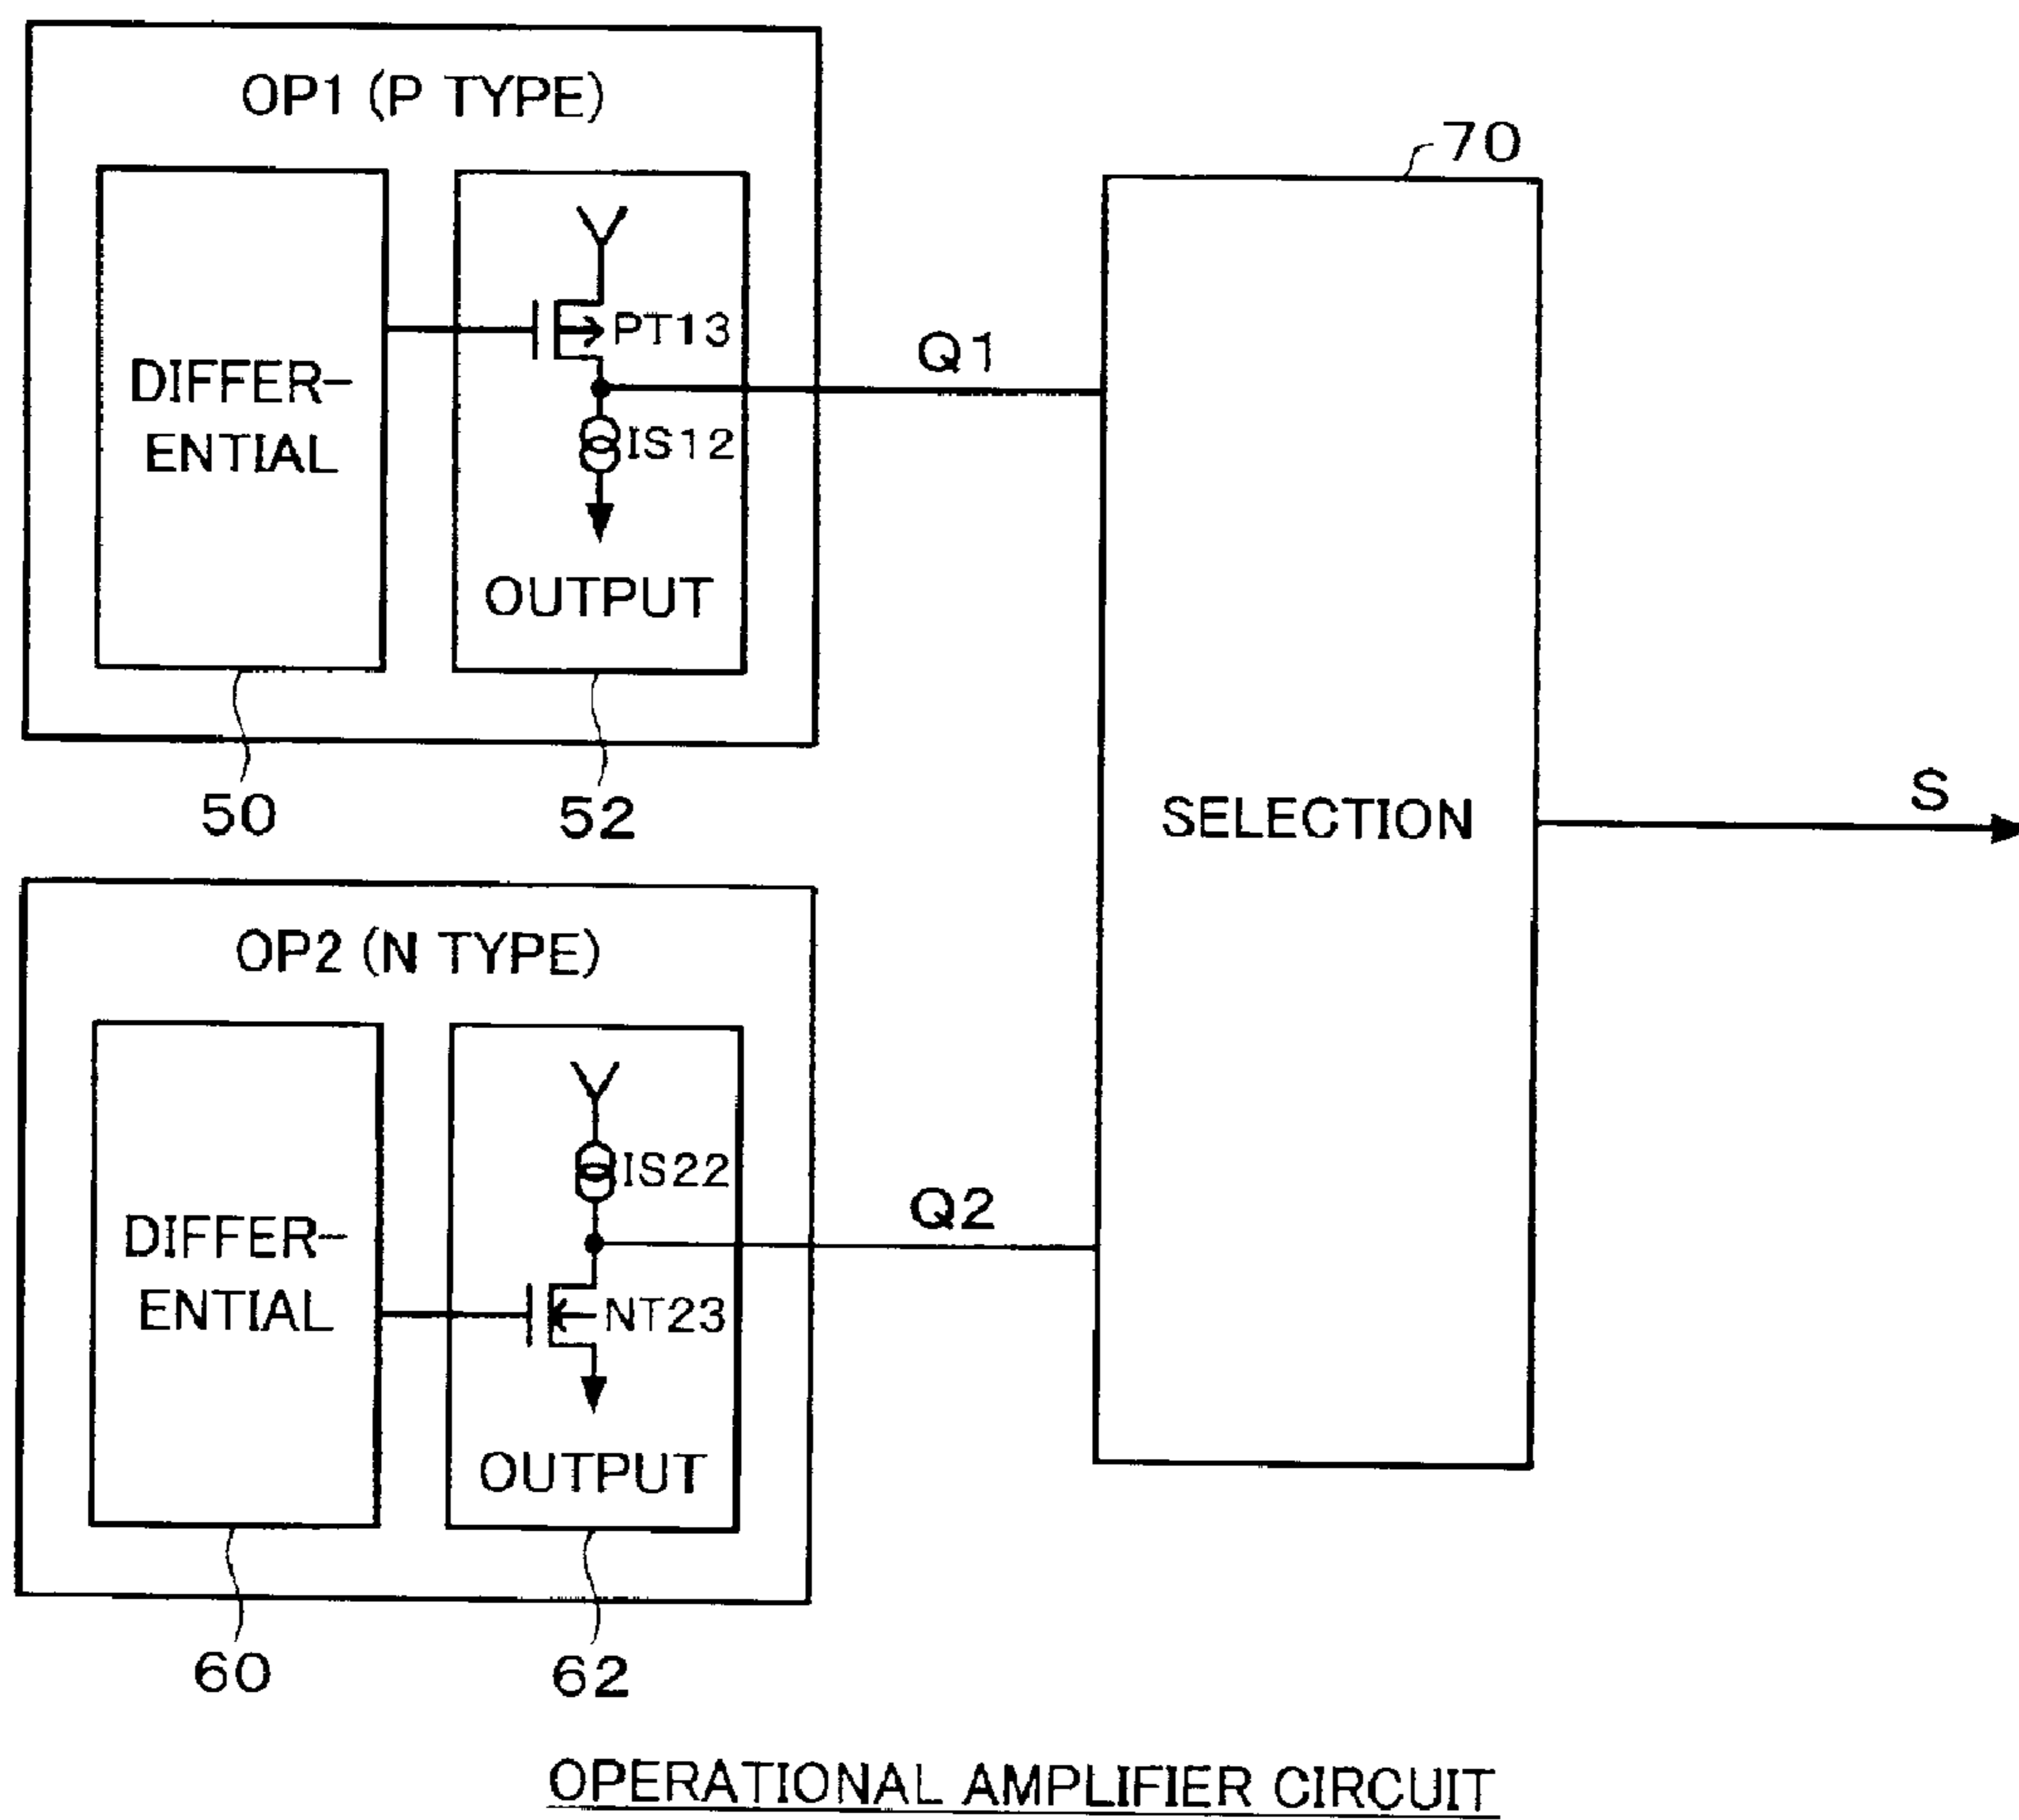 OP1 (P TYPE)
70
PT13
Q1
DIFFER-
ENTIAL
IS12
OUTPUT
50
52
SELECTION
S
OP2 (N TYPE)
IS22
Q2
DIFFER-
ENTIAL
NT23
OUTPUT
60
62
OPERATIONAL AMPLIFIER CIRCUIT